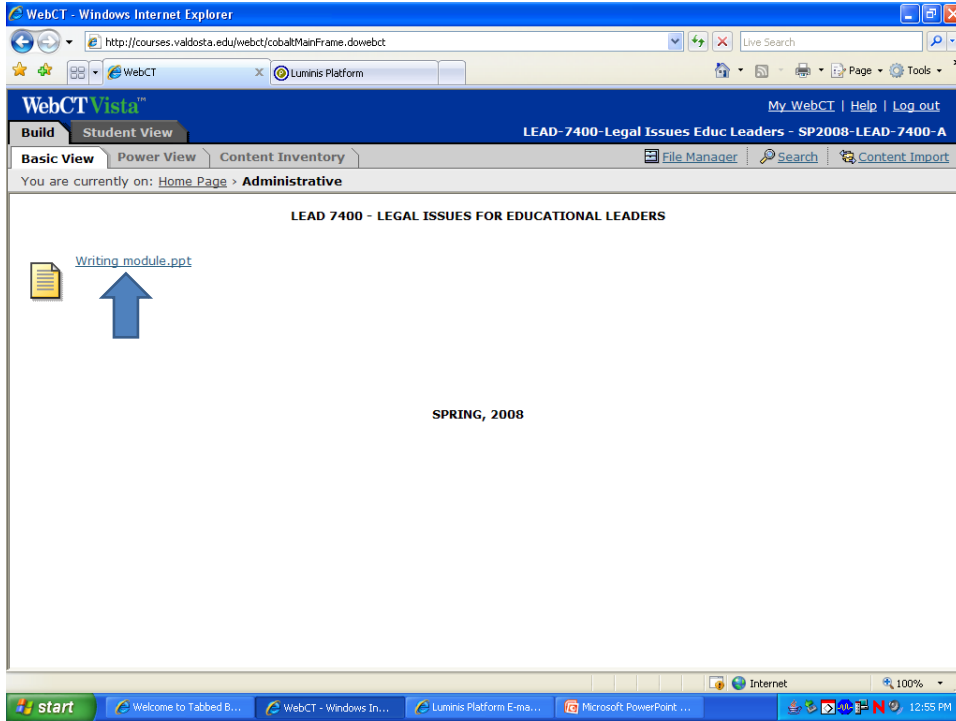 WebCT - Windows Internet Explorer
http://courses.valdosta.edu/webct/cobaltMainFrame.dowebct
Live Search
WebCT
Luminis Platform
Page
Tools
WebCT Vista™
My WebCT | Help | Log out
Build
Student View
LEAD-7400-Legal Issues Educ Leaders - SP2008-LEAD-7400-A
Basic View
Power View
Content Inventory
File Manager
Search
Content Import
You are currently on: Home Page › Administrative
LEAD 7400 - LEGAL ISSUES FOR EDUCATIONAL LEADERS
Writing module.ppt
SPRING, 2008
Internet
100%
start
Welcome to Tabbed B...
WebCT - Windows In...
Luminis Platform E-ma...
Microsoft PowerPoint ...
12:55 PM